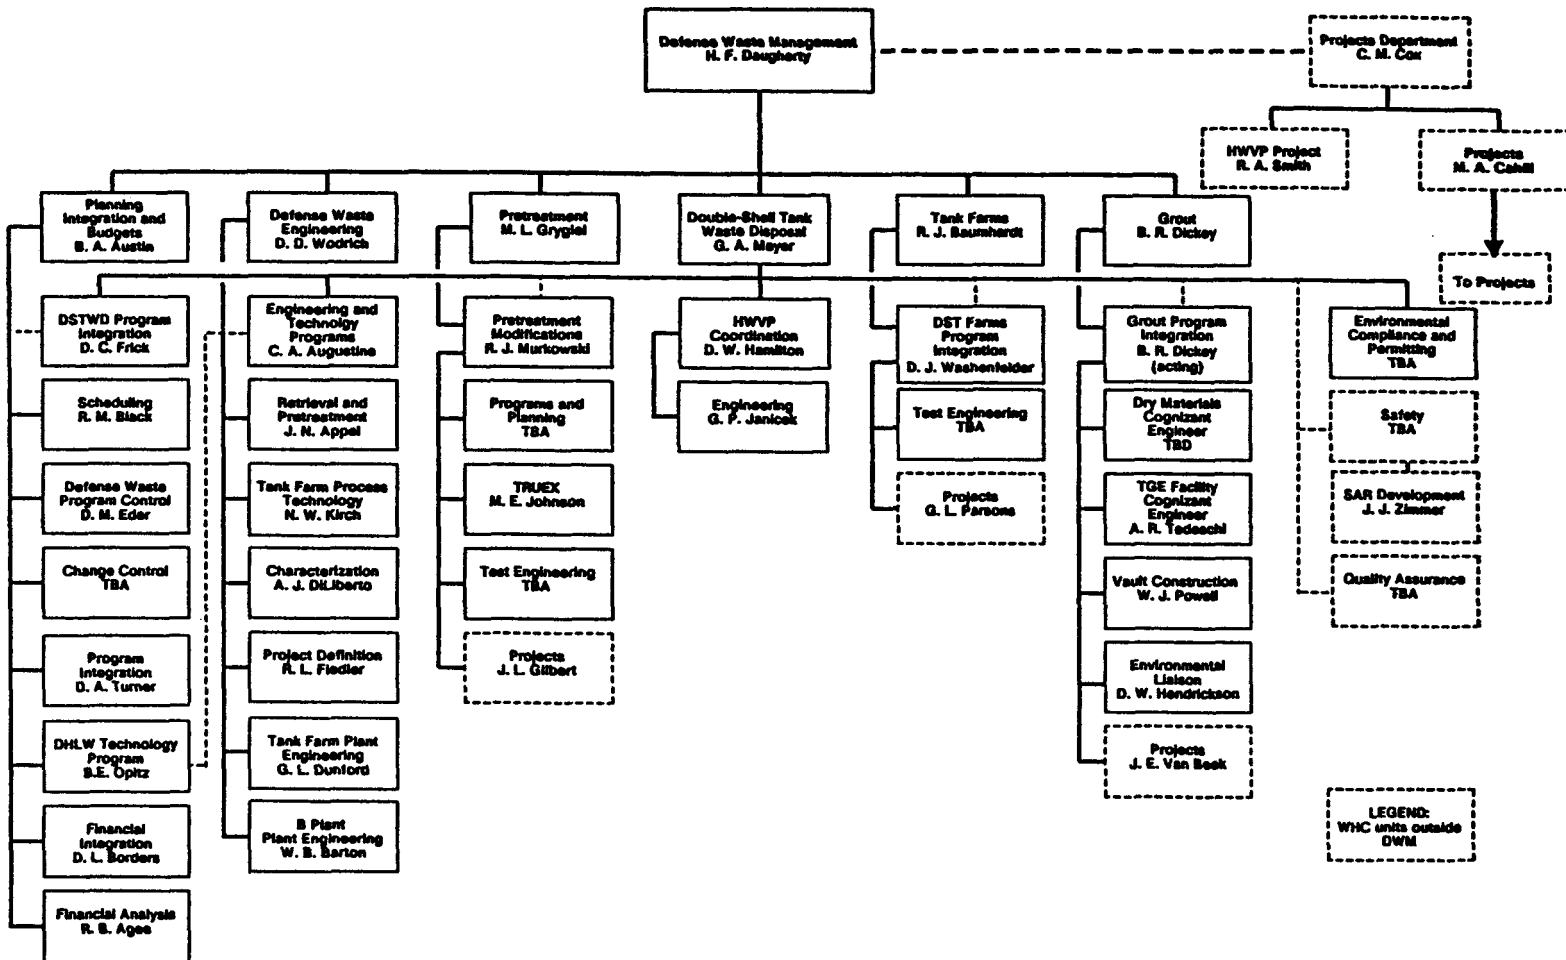 Defense Waste Management
H. F. Daugherty
Projects Department
C. M. Cox
HWVP Project
R. A. Smith
Projects
M. A. Cahill
To Projects
Planning
Integration and
Budgets
B. A. Austin
Defense Waste
Engineering
D. D. Wodrich
Pretreatment
M. L. Grygiel
Double-Shell Tank
Waste Disposal
G. A. Meyer
Tank Farms
R. J. Baumhardt
Grout
B. R. Dickey
DSTWD Program
Integration
D. C. Frick
Scheduling
R. M. Black
Defense Waste
Program Control
D. M. Eder
Change Control
TBA
Program
Integration
D. A. Turner
DHLW Technology
Program
B.E. Opitz
Financial
Integration
D. L. Borders
Financial Analysis
R. B. Agee
Engineering and
Technolgy
Programs
C. A. Augustine
Retrieval and
Pretreatment
J. N. Appel
Tank Farm Process
Technology
N. W. Kirch
Characterization
A. J. DiLiberto
Project Definition
R. L. Fiedler
Tank Farm Plant
Engineering
G. L. Dunford
B Plant
Plant Engineering
W. B. Barton
Pretreatment
Modifications
R. J. Murkowski
Programs and
Planning
TBA
TRUEX
M. E. Johnson
Test Engineering
TBA
Projects
J. L. Gilbert
HWVP
Coordination
D. W. Hamilton
Engineering
G. P. Janicek
DST Farms
Program
Integration
D. J. Washenfelder
Test Engineering
TBA
Projects
G. L. Parsons
Grout Program
Integration
B. R. Dickey
(acting)
Dry Materials
Cognizant
Engineer
TBD
TGE Facility
Cognizant
Engineer
A. R. Tedeschi
Vault Construction
W. J. Powell
Environmental
Liaison
D. W. Hendrickson
Projects
J. E. Van Beek
Environmental
Compliance and
Permitting
TBA
Safety
TBA
SAR Development
J. J. Zimmer
Quality Assurance
TBA
LEGEND:
WHC units outside
DWM